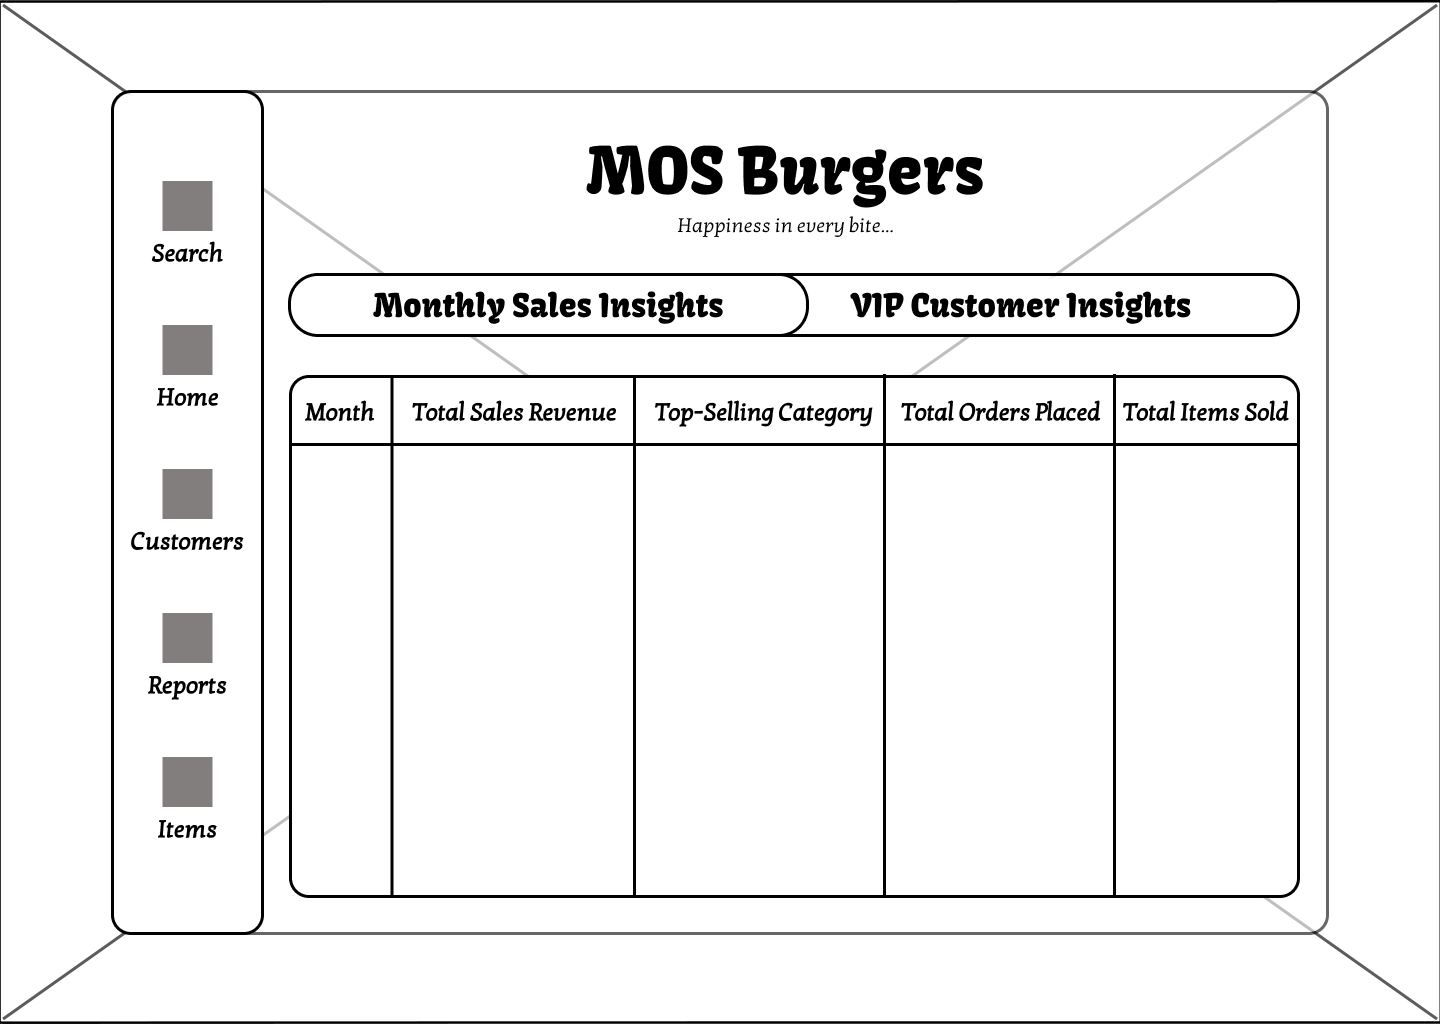 MOS Burgers
Happiness in every bite...
Search
Home
Customers
Reports
Items
Monthly Sales Insights
VIP Customer Insights
Month
Total Sales Revenue
Top-Selling Category
Total Orders Placed
Total Items Sold